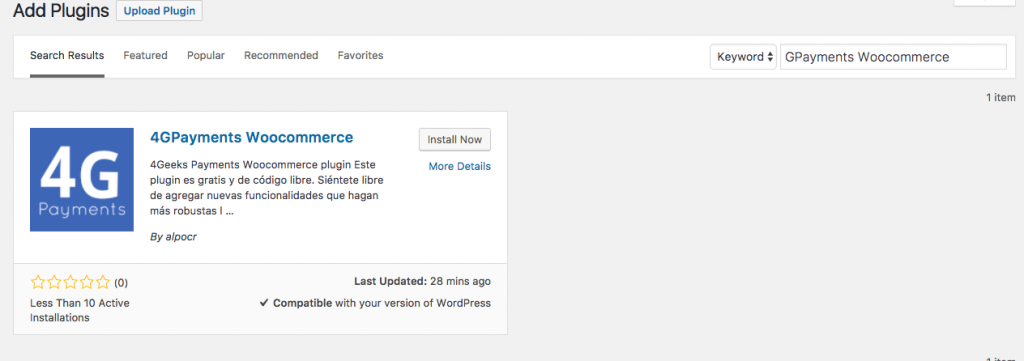 Add Plugins Upload Plugin
Search Results Featured Popular Recommended Favorites Keyword GPayments Woocommerce
1 item
4G
Payments
4GPayments Woocommerce
Install Now
4Geeks Payments Woocommerce plugin Este
More Details
plugin es gratis y de código libre. Siéntete libre
de agregar nuevas funcionalidades que hagan
más robustas l ...
By alpocr
(0)
Last Updated: 28 mins ago
Less Than 10 Active
Installations
Compatible with your version of WordPress